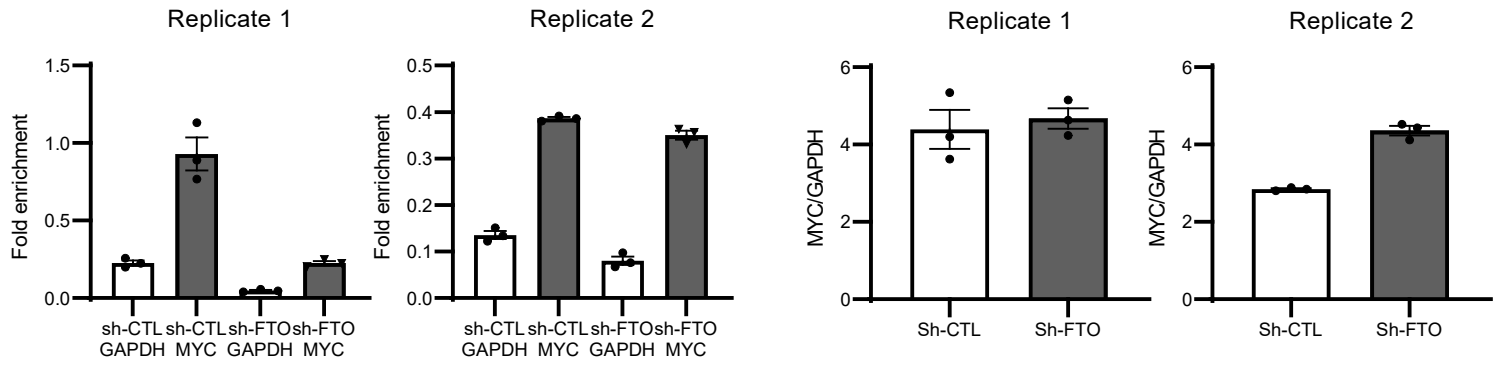 Replicate 1
Fold enrichment
1.5
1.0
0.5
0.0
sh-CTL sh-CTL sh-FTO sh-FTO
GAPDH MYC GAPDH MYC
Replicate 2
Fold enrichment
0.5
0.4
0.3
0.2
0.1
0.0
sh-CTL sh-CTL sh-FTO sh-FTO
GAPDH MYC GAPDH MYC
Replicate 1
MYC/GAPDH
6
4
2
0
Sh-CTL Sh-FTO
Replicate 2
MYC/GAPDH
6
4
2
0
Sh-CTL Sh-FTO